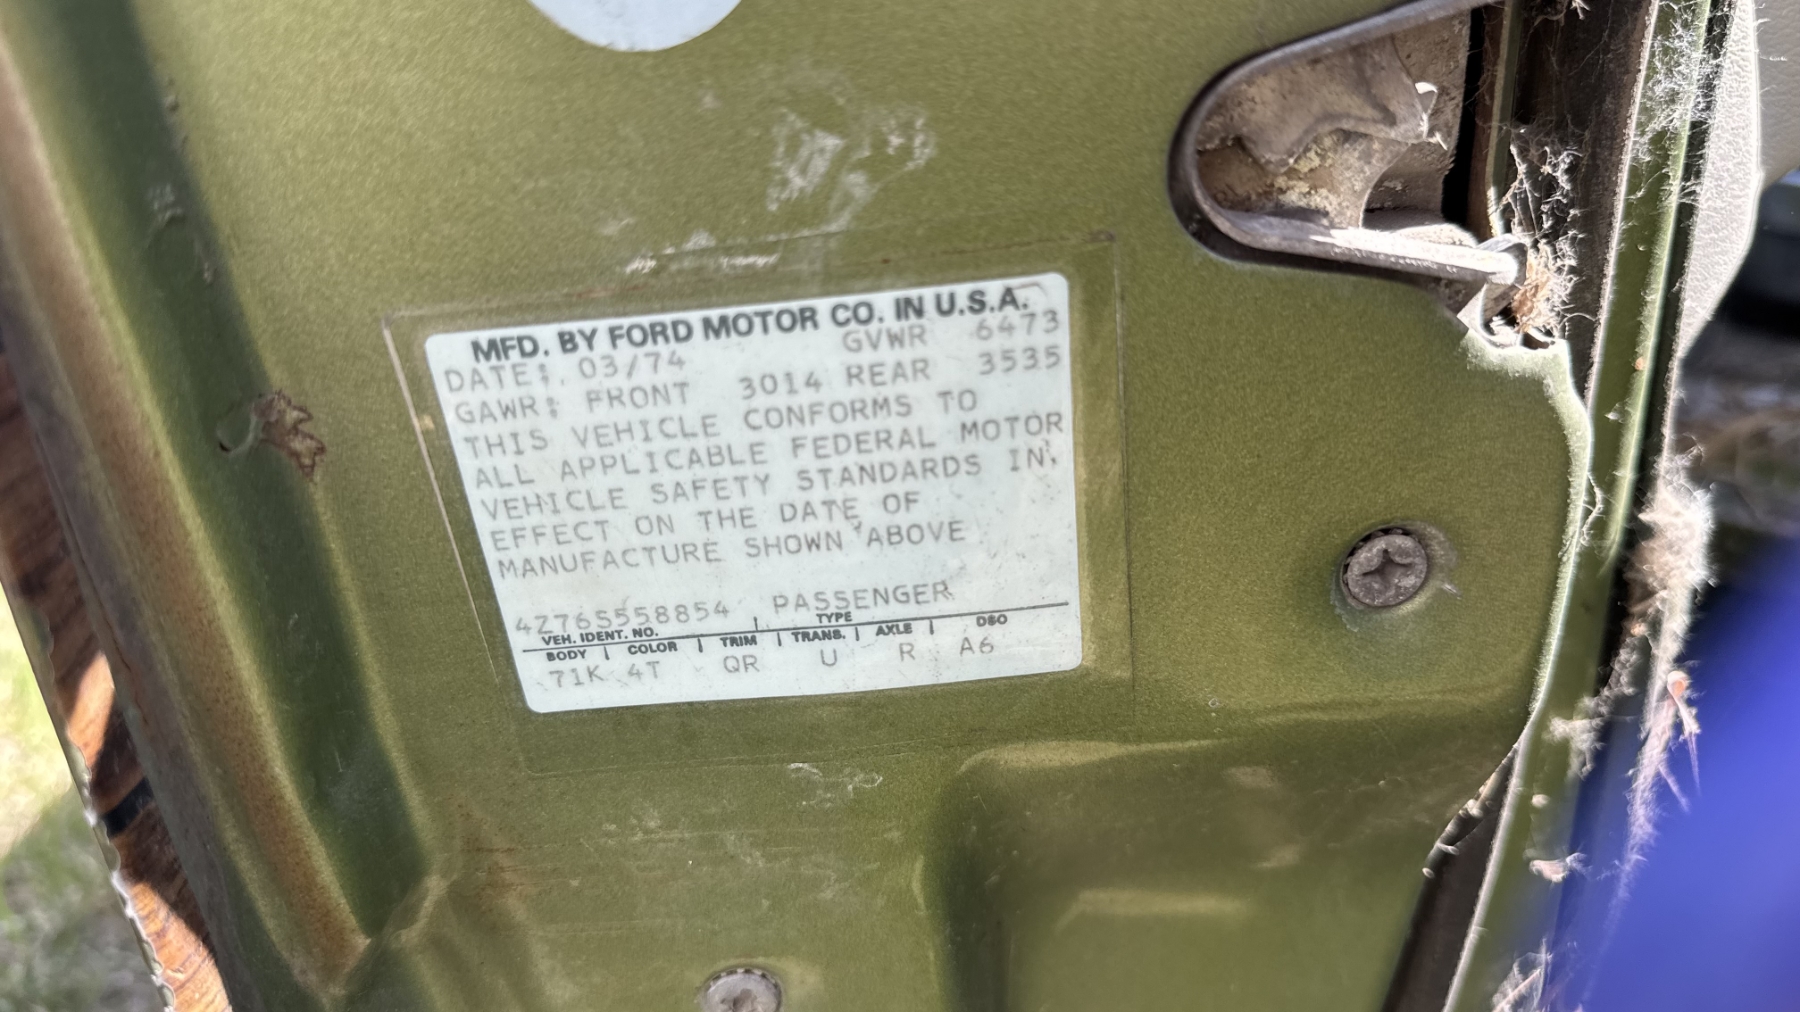 MFD. BY FORD MOTOR CO. IN U.S.A.
DATE: 03/74 GVWR 6473
GAWR: FRONT 3014 REAR 3535
THIS VEHICLE CONFORMS TO
ALL APPLICABLE FEDERAL MOTOR
VEHICLE SAFETY STANDARDS IN
EFFECT ON THE DATE OF
MANUFACTURE SHOWN ABOVE
4Z76S558854 PASSENGER
VEH. IDENT. NO. TYPE
BODY COLOR TRIM TRANS. AXLE DSO
71K 4T QR U R A6